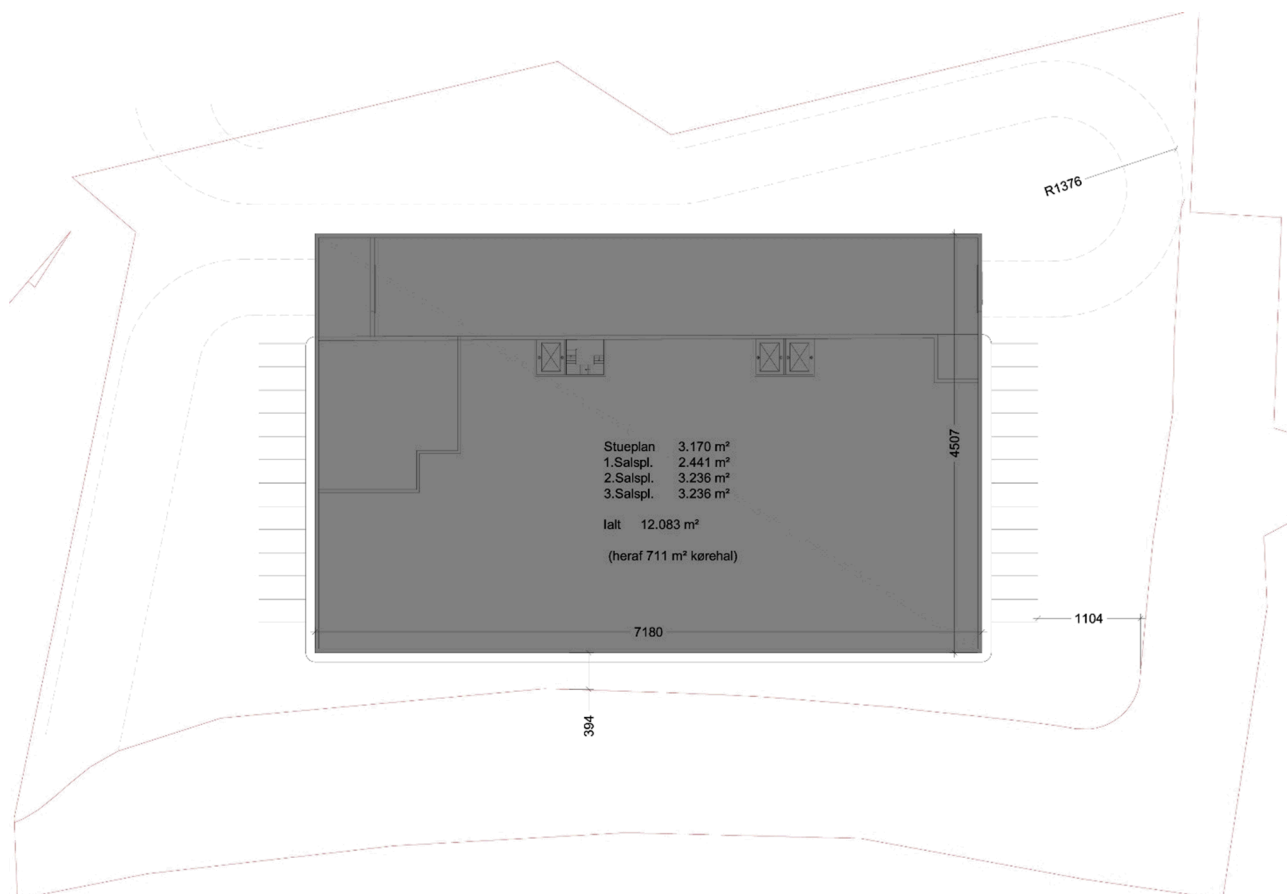 R1376
4507
Stueplan 3.170 m²
1.Salspl. 2.441 m²
2.Salspl. 3.236 m²
3.Salspl. 3.236 m²
Ialt 12.083 m²
(heraf 711 m² kørehal)
1104
7180
394